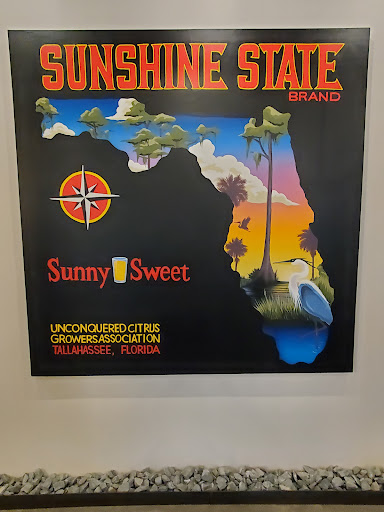 SUNSHINE STATE
BRAND
Sunny Sweet
UNCONQUERED CITRUS
GROWERS ASSOCIATION
TALLAHASSEE, FLORIDA